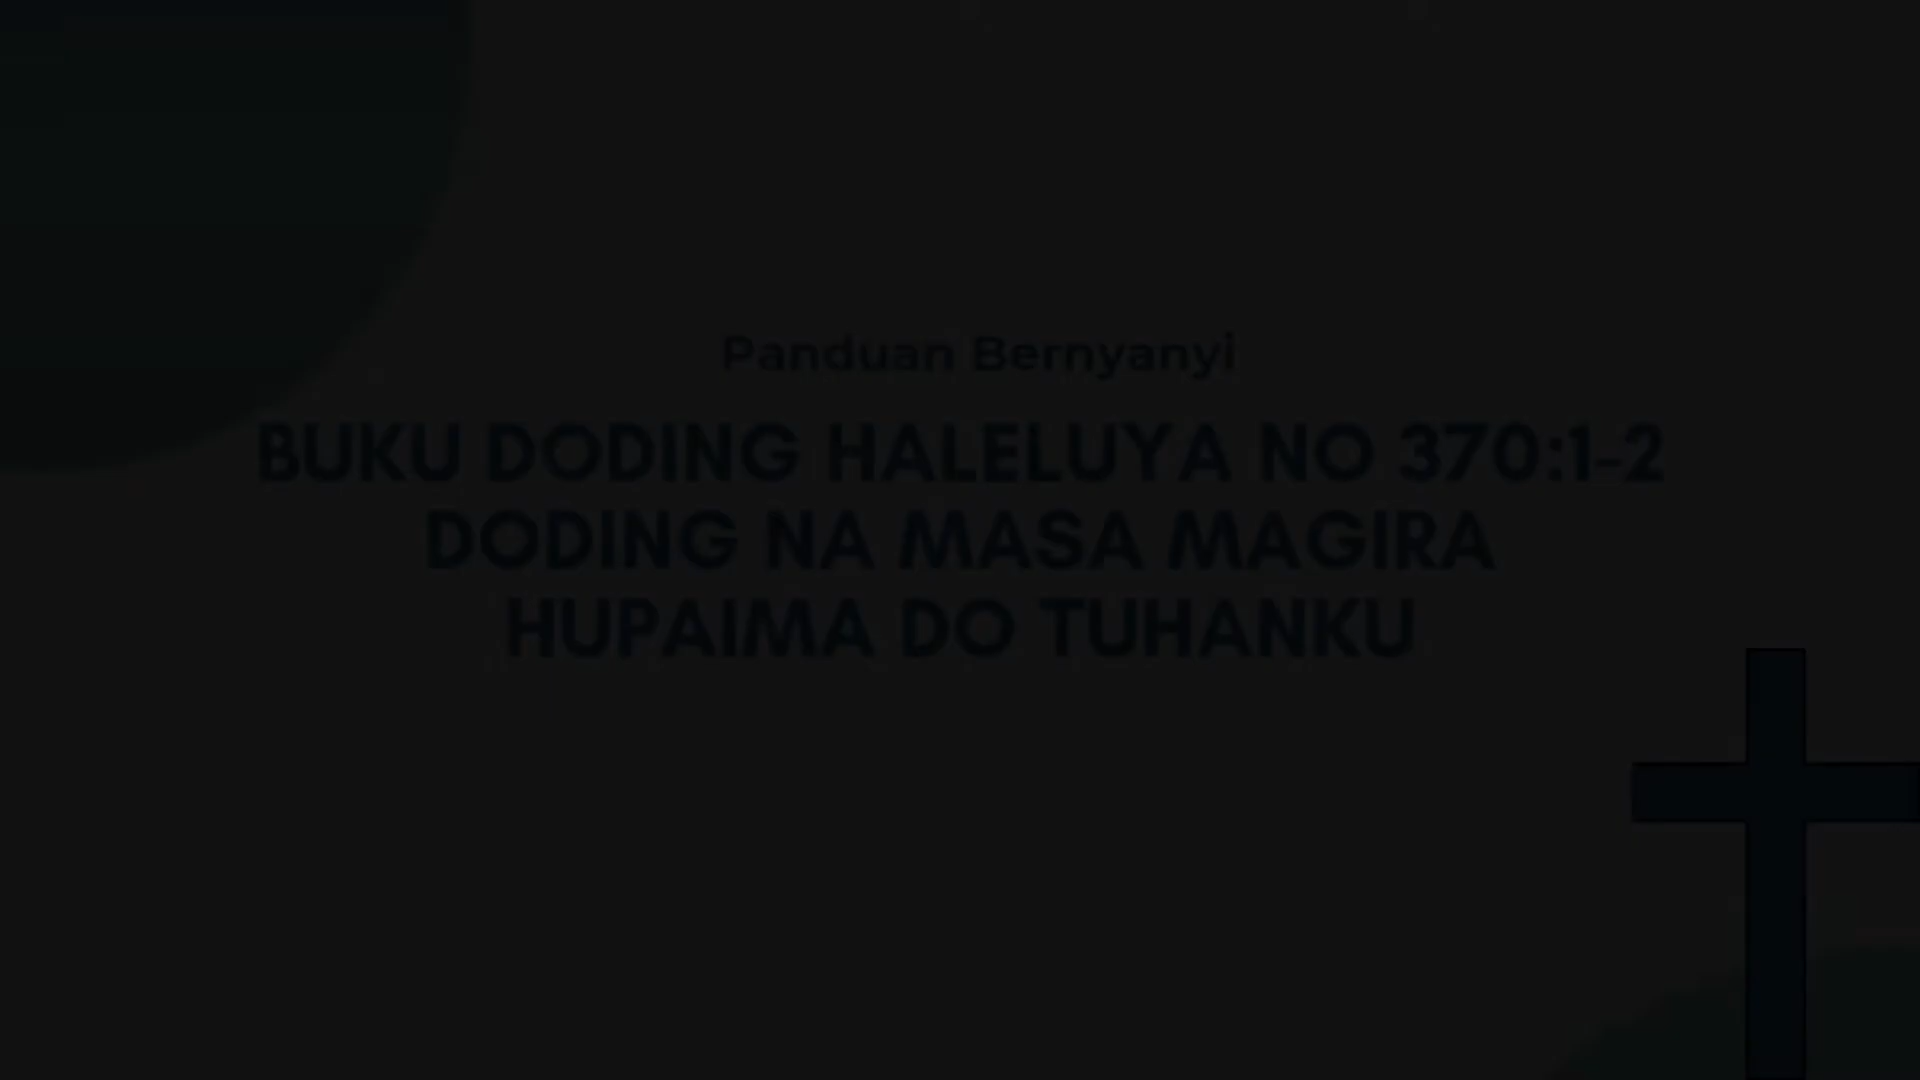 Panduan Bernyanyi
BUKU DODING HALELUYA NO 370:1-2
DODING NA MASA MAGIRA
HUPAIMA DO TUHANKU